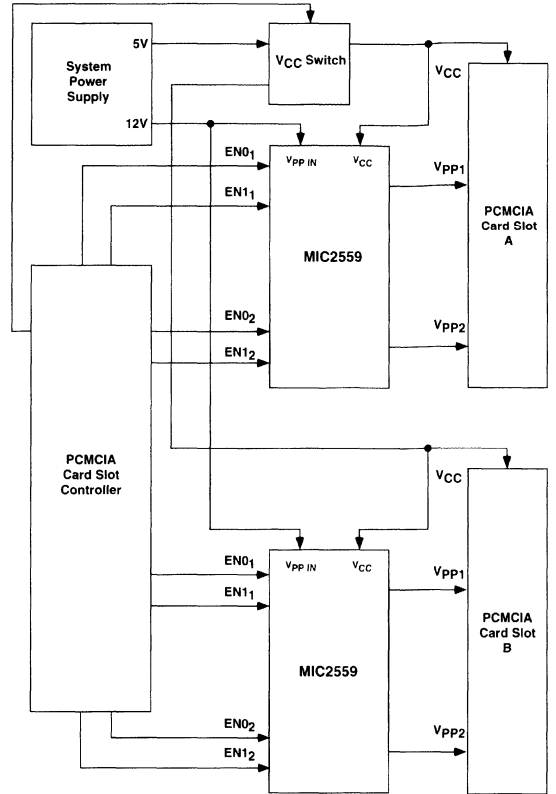 System
Power
Supply
5V
12V
VCC Switch
VCC
VPP IN
VCC
EN01
EN11
EN02
EN12
MIC2559
VPP1
VPP2
PCMCIA
Card Slot
A
PCMCIA
Card Slot
Controller
VCC
VPP IN
VCC
EN01
EN11
EN02
EN12
MIC2559
VPP1
VPP2
PCMCIA
Card Slot
B